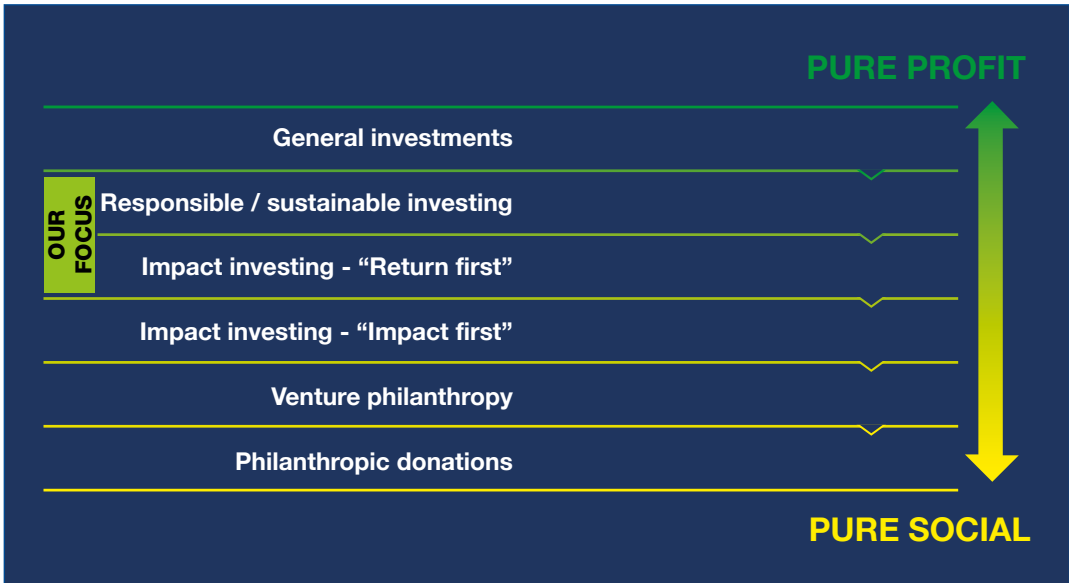 PURE PROFIT
General investments
OUR
FOCUS
Responsible / sustainable investing
Impact investing - “Return first”
Impact investing - “Impact first”
Venture philanthropy
Philanthropic donations
PURE SOCIAL